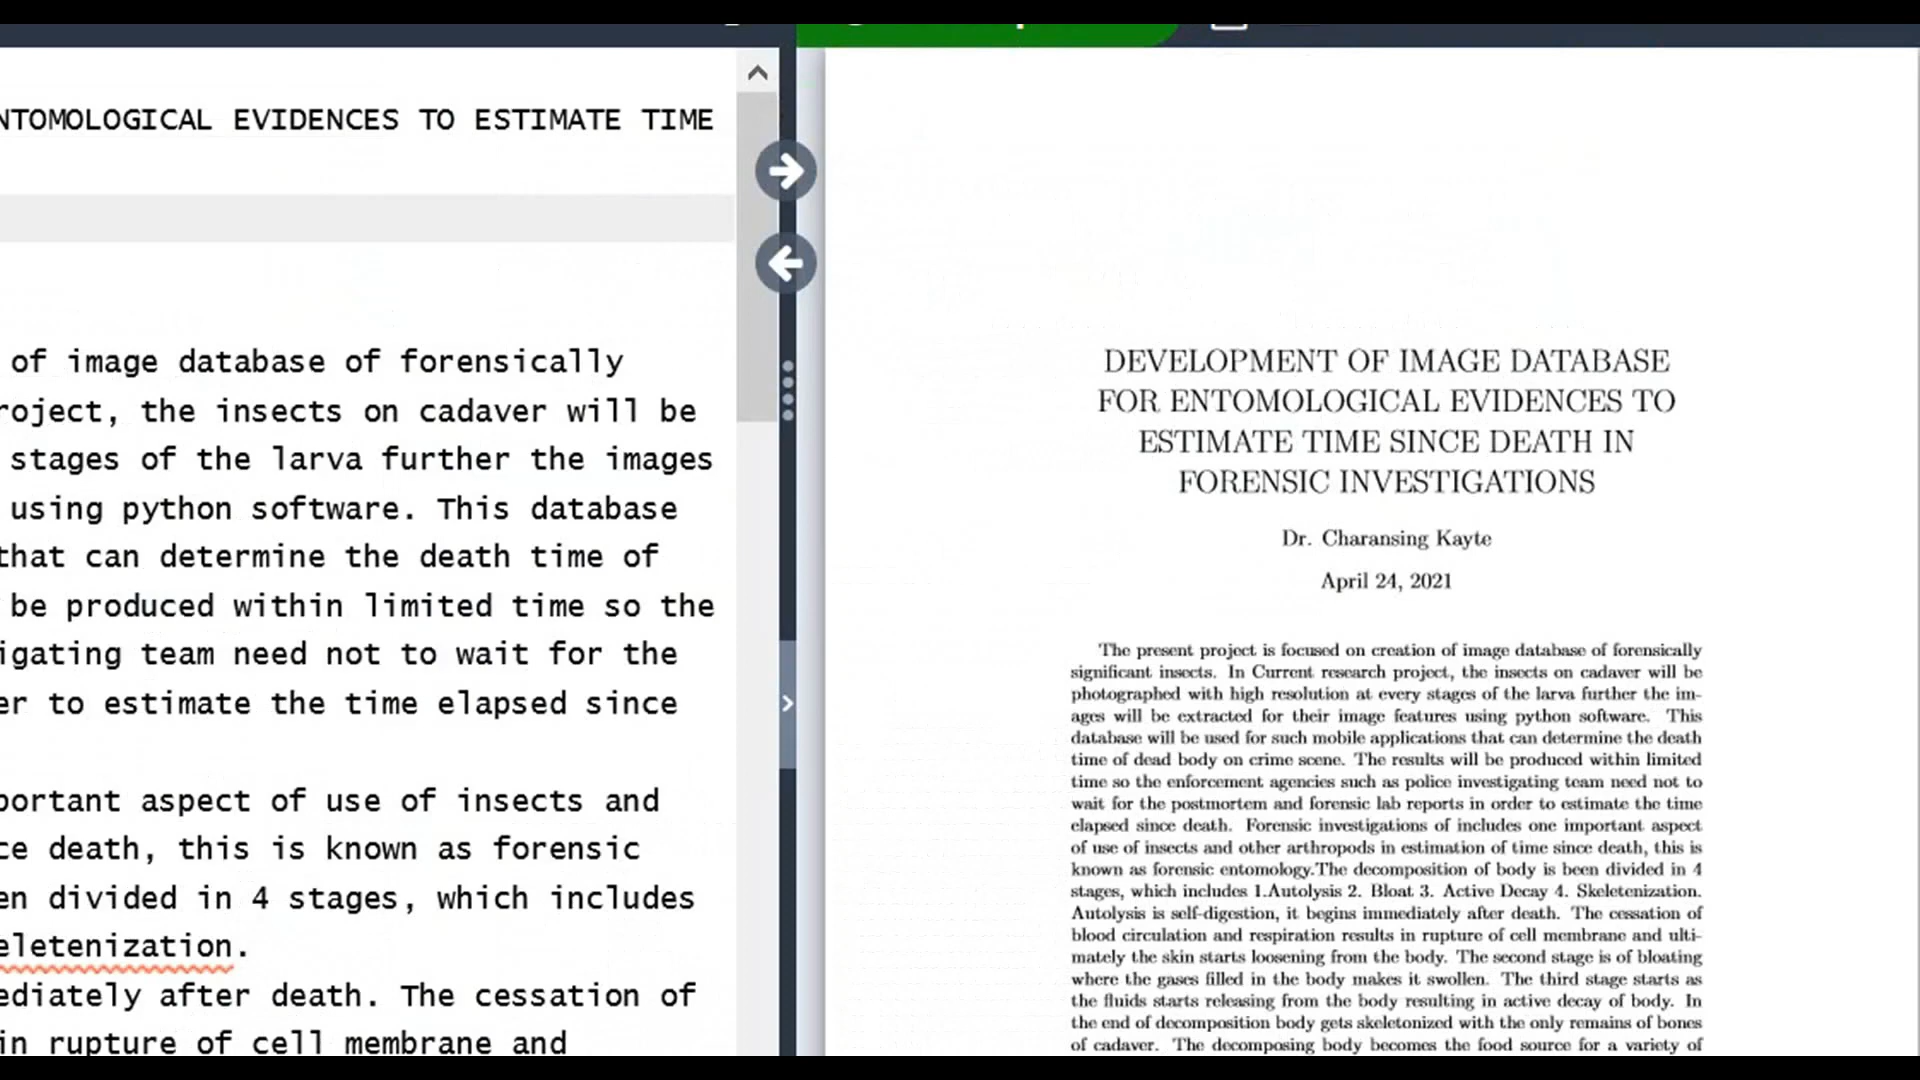 NTOMOLOGICAL EVIDENCES TO ESTIMATE TIME
of image database of forensically
roject, the insects on cadaver will be
stages of the larva further the images
using python software. This database
that can determine the death time of
be produced within limited time so the
igating team need not to wait for the
er to estimate the time elapsed since
portant aspect of use of insects and
ce death, this is known as forensic
en divided in 4 stages, which includes
eletenization.
ediately after death. The cessation of
in rupture of cell membrane and
DEVELOPMENT OF IMAGE DATABASE
FOR ENTOMOLOGICAL EVIDENCES TO
ESTIMATE TIME SINCE DEATH IN
FORENSIC INVESTIGATIONS
Dr. Charansing Kayte
April 24, 2021
The present project is focused on creation of image database of forensically
significant insects. In Current research project, the insects on cadaver will be
photographed with high resolution at every stages of the larva further the im-
ages will be extracted for their image features using python software. This
database will be used for such mobile applications that can determine the death
time of dead body on crime scene. The results will be produced within limited
time so the enforcement agencies such as police investigating team need not to
wait for the postmortem and forensic lab reports in order to estimate the time
elapsed since death. Forensic investigations of includes one important aspect
of use of insects and other arthropods in estimation of time since death, this is
known as forensic entomology.The decomposition of body is been divided in 4
stages, which includes 1.Autolysis 2. Bloat 3. Active Decay 4. Skeletenization.
Autolysis is self-digestion, it begins immediately after death. The cessation of
blood circulation and respiration results in rupture of cell membrane and ulti-
mately the skin starts loosening from the body. The second stage is of bloating
where the gases filled in the body makes it swollen. The third stage starts as
the fluids starts releasing from the body resulting in active decay of body. In
the end of decomposition body gets skeletonized with the only remains of bones
of cadaver. The decomposing body becomes the food source for a variety of